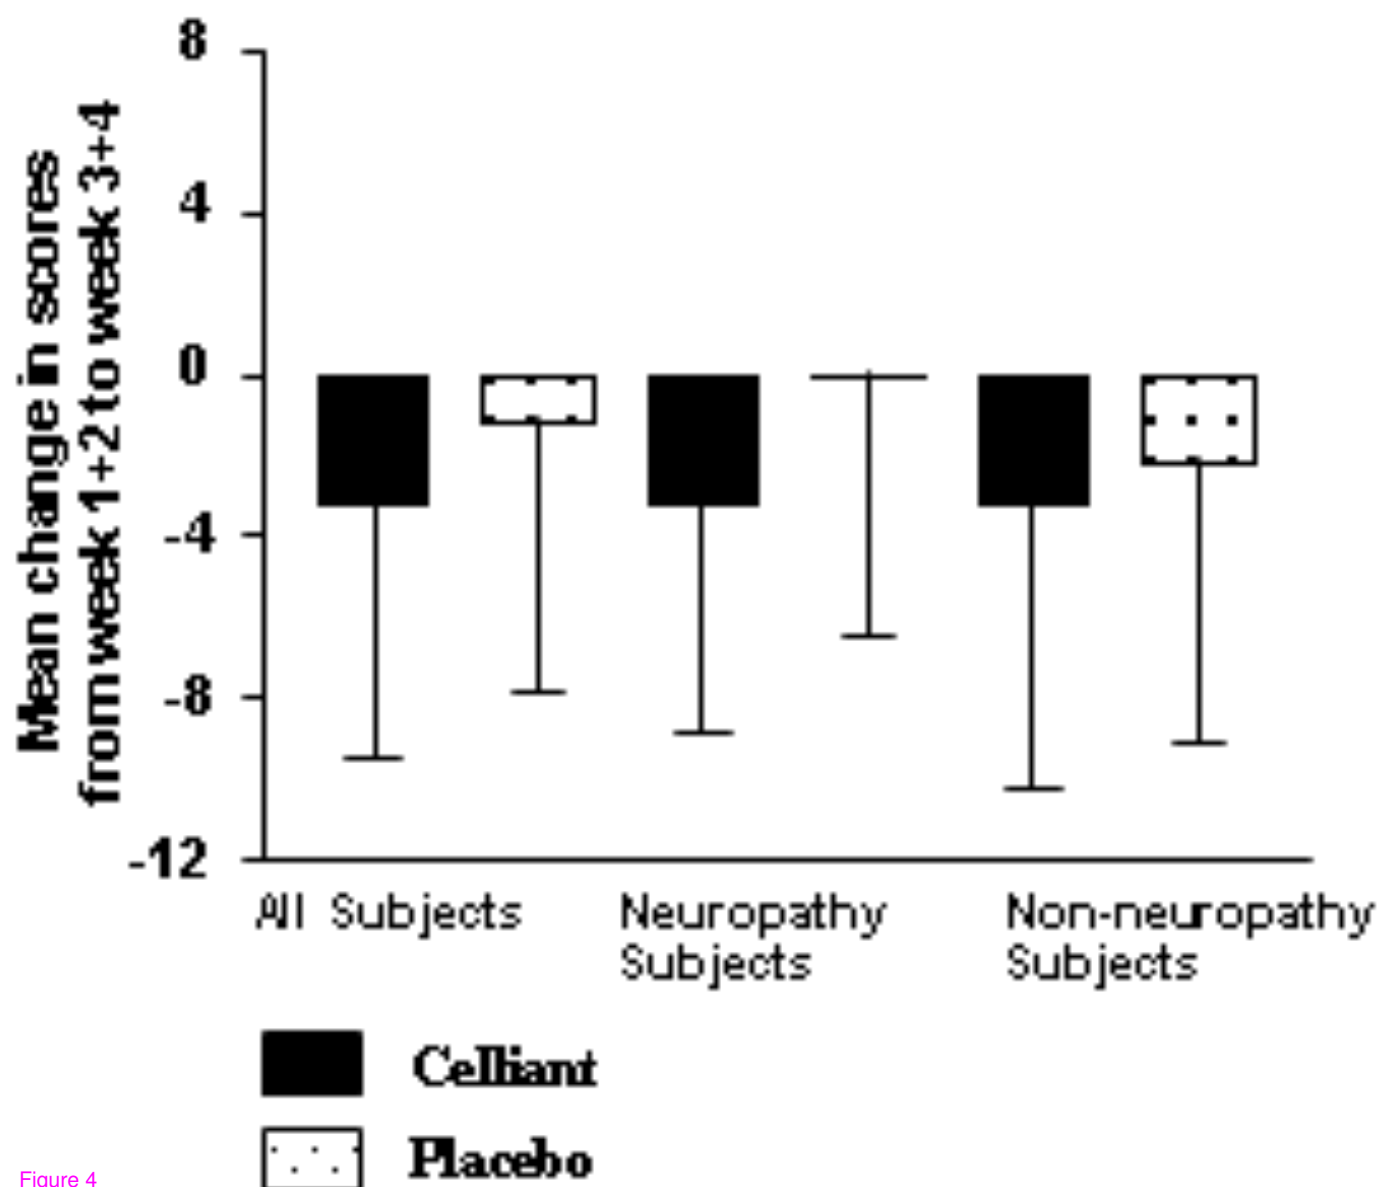 Mean change in scores
from week 1+2 to week 3+4
8
4
0
-4
-8
-12
All Subjects
Neuropathy
Subjects
Non-neuropathy
Subjects
Celliant
Placebo
Figure 4